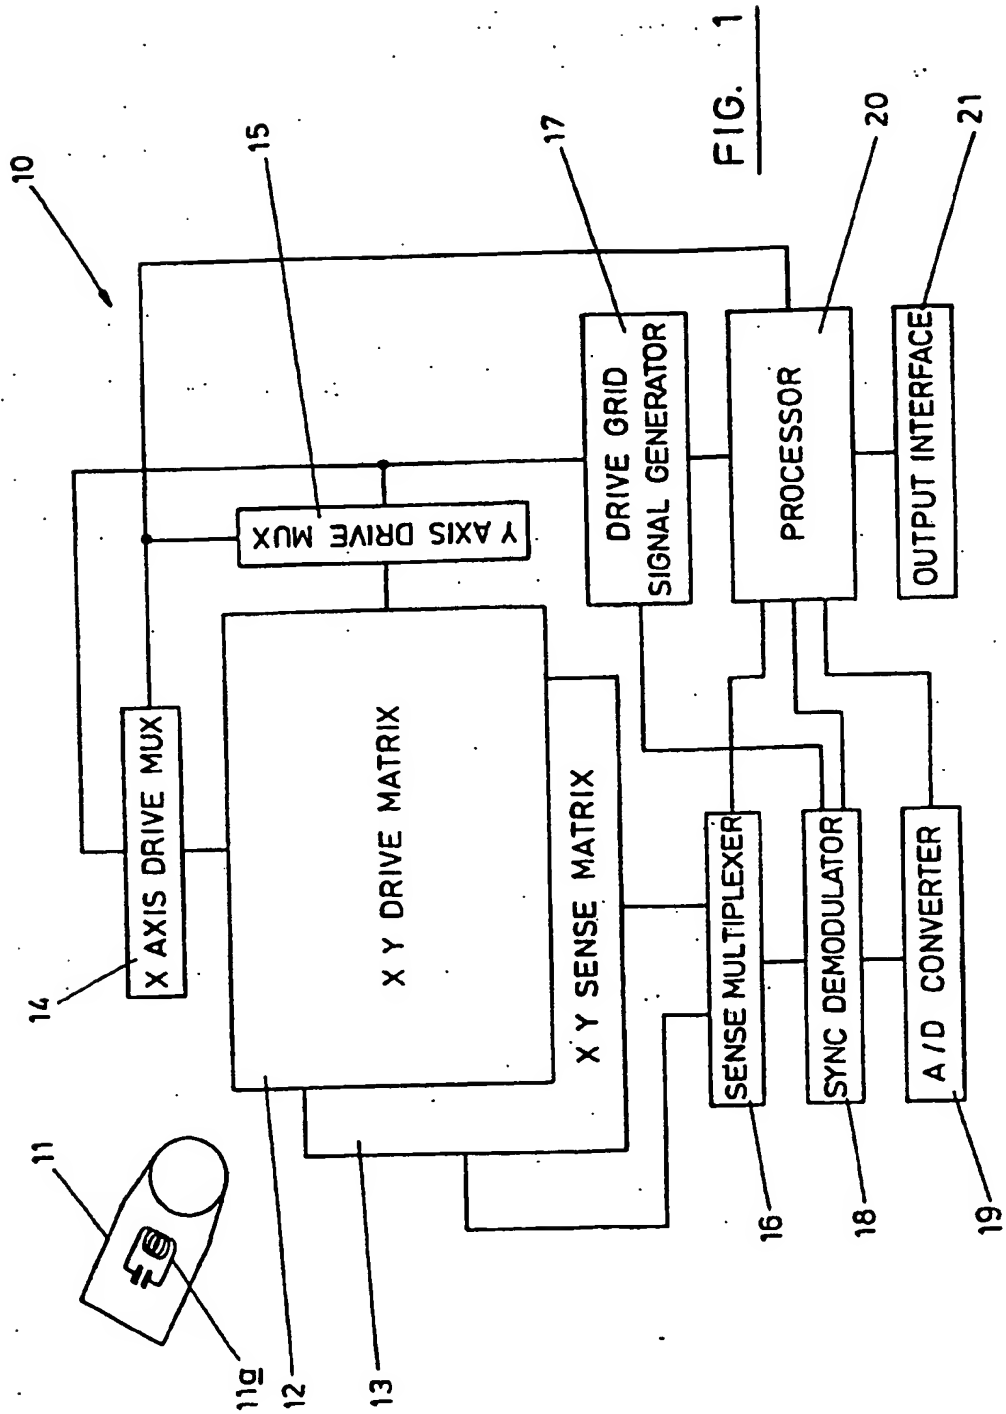 10
11
11a
14
X AXIS DRIVE MUX
15
Y AXIS DRIVE MUX
12
X Y DRIVE MATRIX
13
X Y SENSE MATRIX
17
DRIVE GRID
SIGNAL GENERATOR
16
SENSE MULTIPLEXER
18
SYNC DEMODULATOR
19
A/D CONVERTER
20
PROCESSOR
21
OUTPUT INTERFACE
FIG. 1